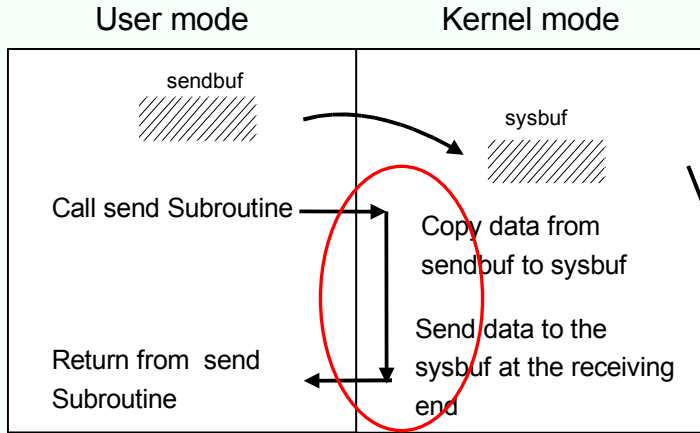 User mode
Kernel mode
sendbuf
sysbuf
Call send Subroutine
Copy data from
sendbuf to sysbuf
Send data to the
sysbuf at the receiving
end
Return from send
Subroutine